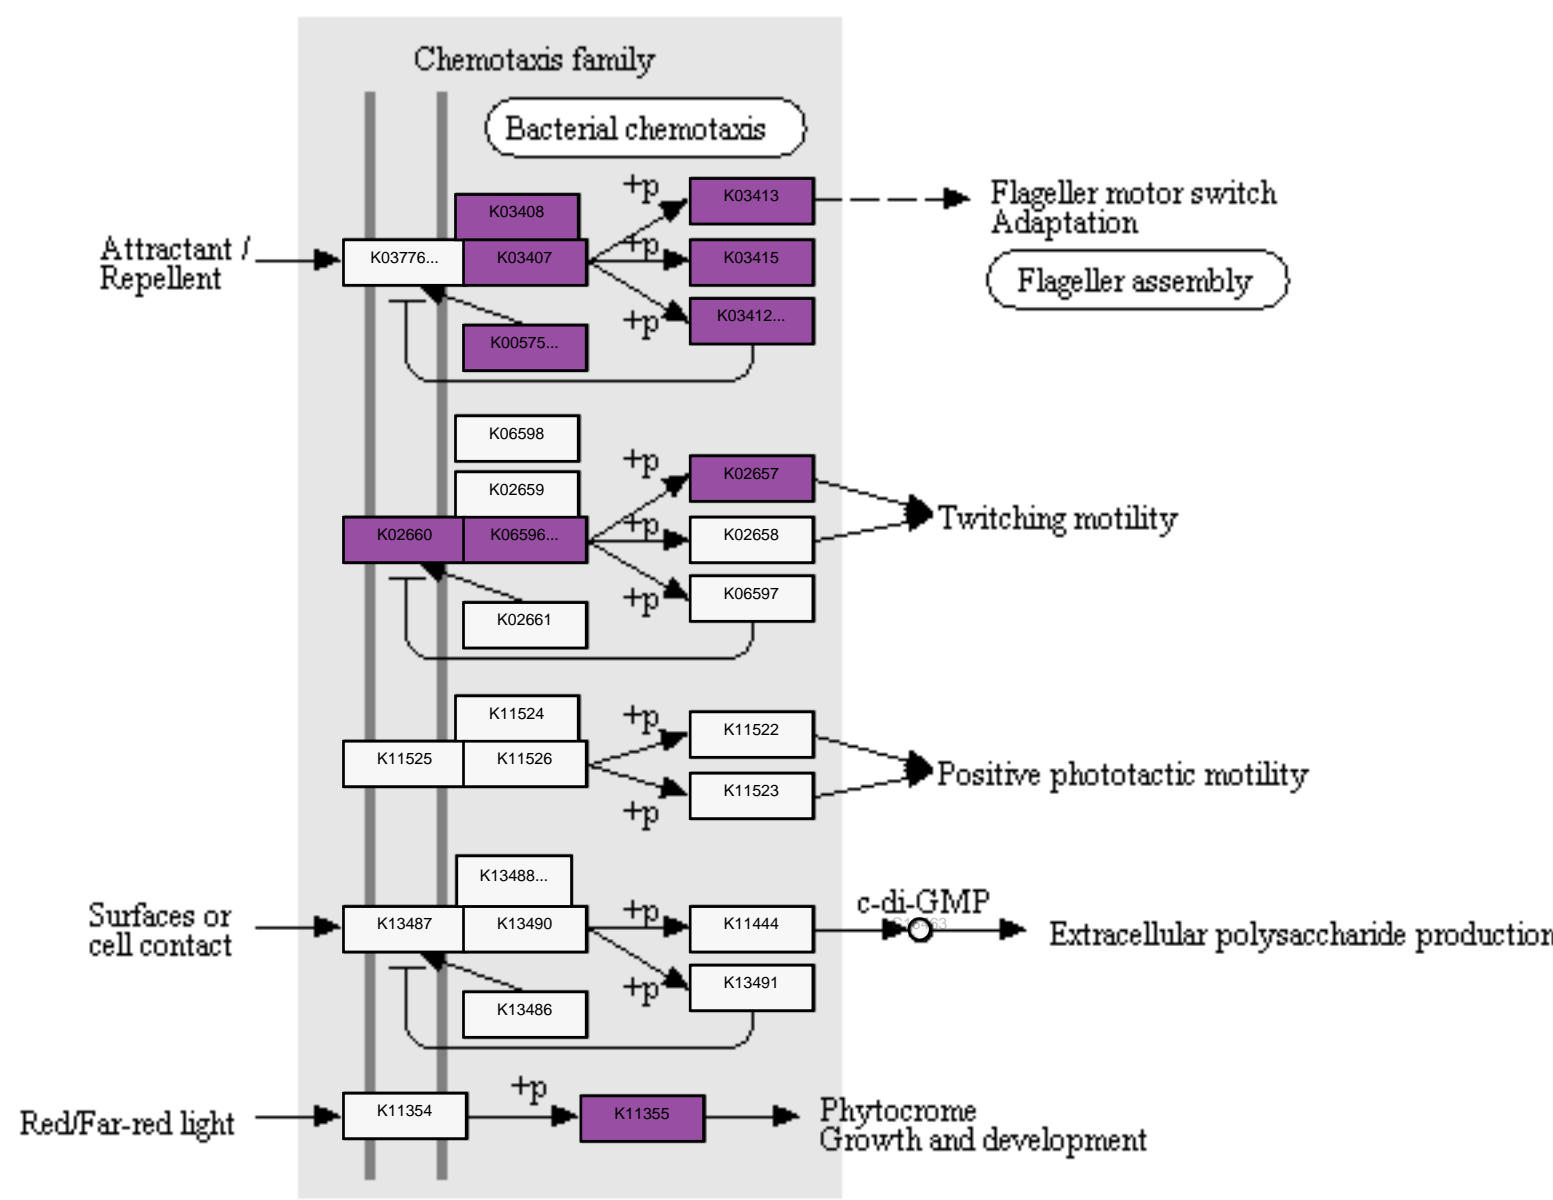 Chemotaxis family
Bacterial chemotaxis
+p
K03413
Flageller motor switch
Adaptation
K03408
Attractant /
Repellent
K03776...
K03407
+p
K03415
Flageller assembly
K03412...
+p
K00575...
K06598
+p
K02657
K02659
Twitching motility
K02660
K06596...
+p
K02658
K06597
+p
K02661
K11524
+p
K11522
K11525
K11526
Positive phototactic motility
K11523
+p
K13488...
Surfaces or
cell contact
K13487
K13490
+p
K11444
c-di-GMP
Extracellular polysaccharide production
K13491
+p
K13486
Red/Far-red light
K11354
+p
K11355
Phytocrome
Growth and development